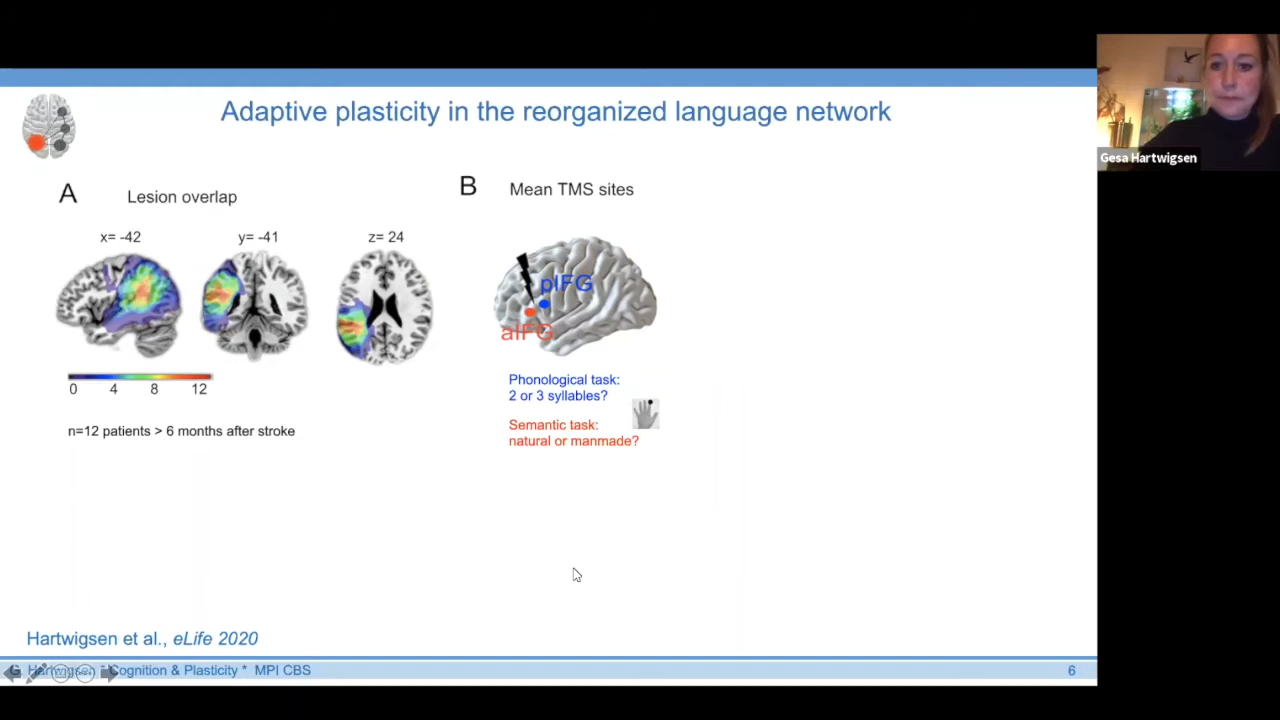 Adaptive plasticity in the reorganized language network
Gesa Hartwigsen
A
Lesion overlap
x= -42
y= -41
z= 24
0 4 8 12
n=12 patients > 6 months after stroke
B
Mean TMS sites
pIFG
aIFG
Phonological task:
2 or 3 syllables?
Semantic task:
natural or manmade?
Hartwigsen et al., eLife 2020
G. Hartwigsen * Cognition & Plasticity * MPI CBS
6